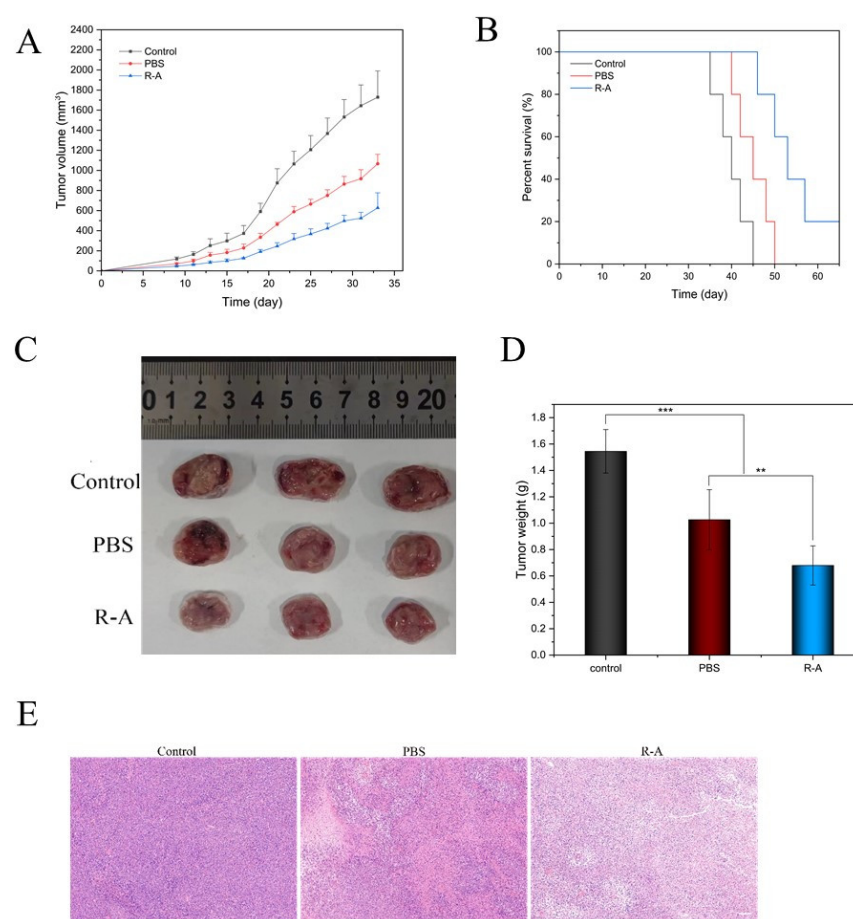 A
Control
PBS
R-A
Tumor volume (mm³)
2400
2200
2000
1800
1600
1400
1200
1000
800
600
400
200
0
0 5 10 15 20 25 30 35
Time (day)
B
Control
PBS
R-A
Percent survival (%)
100
80
60
40
20
0
0 10 20 30 40 50 60
Time (day)
C
0 1 2 3 4 5 6 7 8 9 20
Control
PBS
R-A
D
***
**
Tumor weight (g)
1.8
1.6
1.4
1.2
1.0
0.8
0.6
0.4
0.2
0.0
control PBS R-A
E
Control PBS R-A